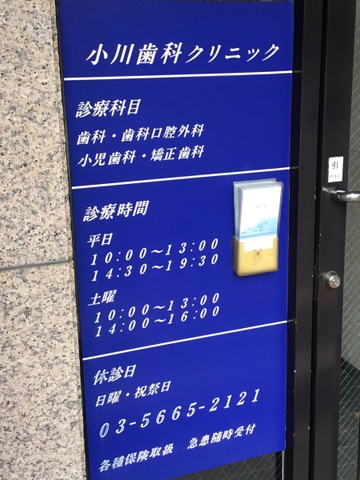 小川歯科クリニック
診療科目
歯科・歯科口腔外科
小児歯科・矯正歯科
診療時間
平日
10:00〜13:00
14:30〜19:30
土曜
10:00〜13:00
14:00〜16:00
休診日
日曜・祝祭日
03-5665-2121
各種保険取扱 急患随時受付
引